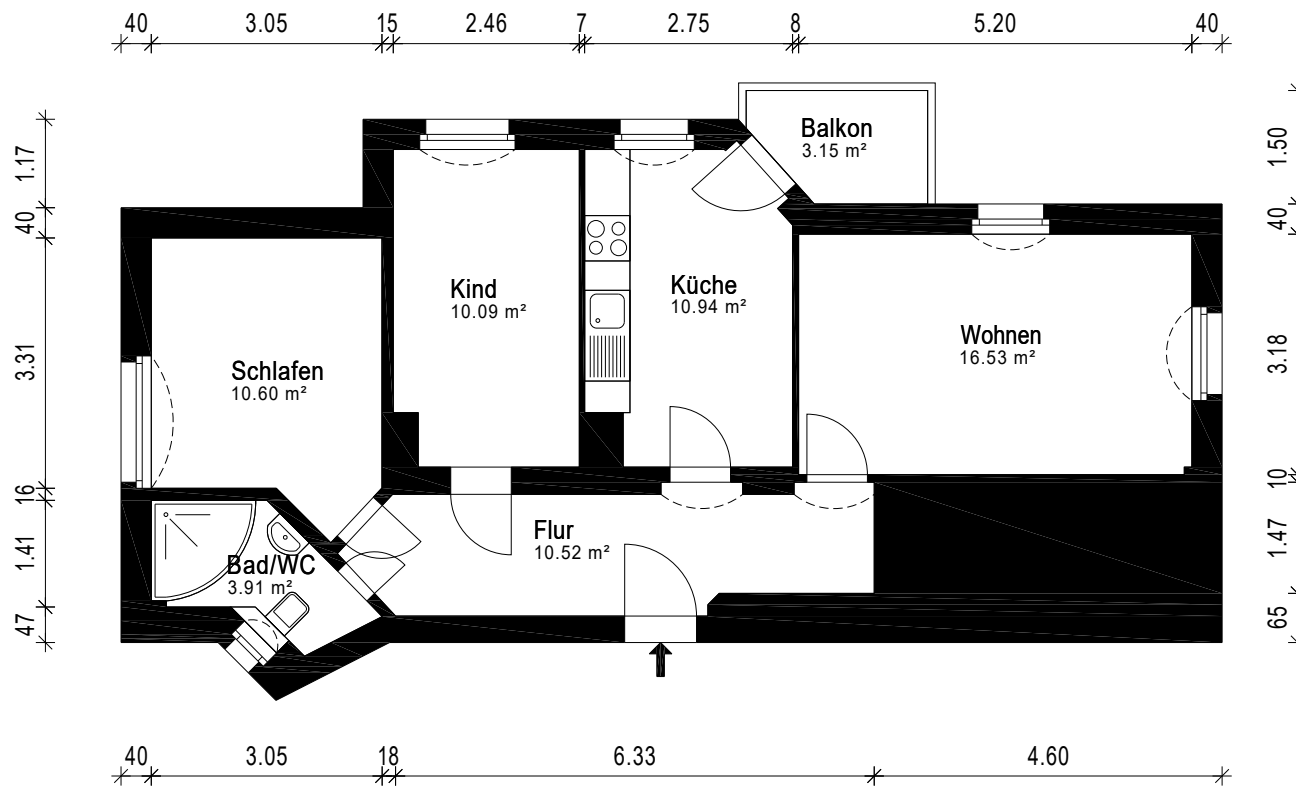 40 3.05 15 2.46 7 2.75 8 5.20 40
Balkon
3.15 m²
Kind
10.09 m²
Küche
10.94 m²
Wohnen
16.53 m²
Schlafen
10.60 m²
Flur
10.52 m²
Bad/WC
3.91 m²
1.17
40
3.31
16
1.41
47
1.50
40
3.18
10
1.47
65
40 3.05 18 6.33 4.60